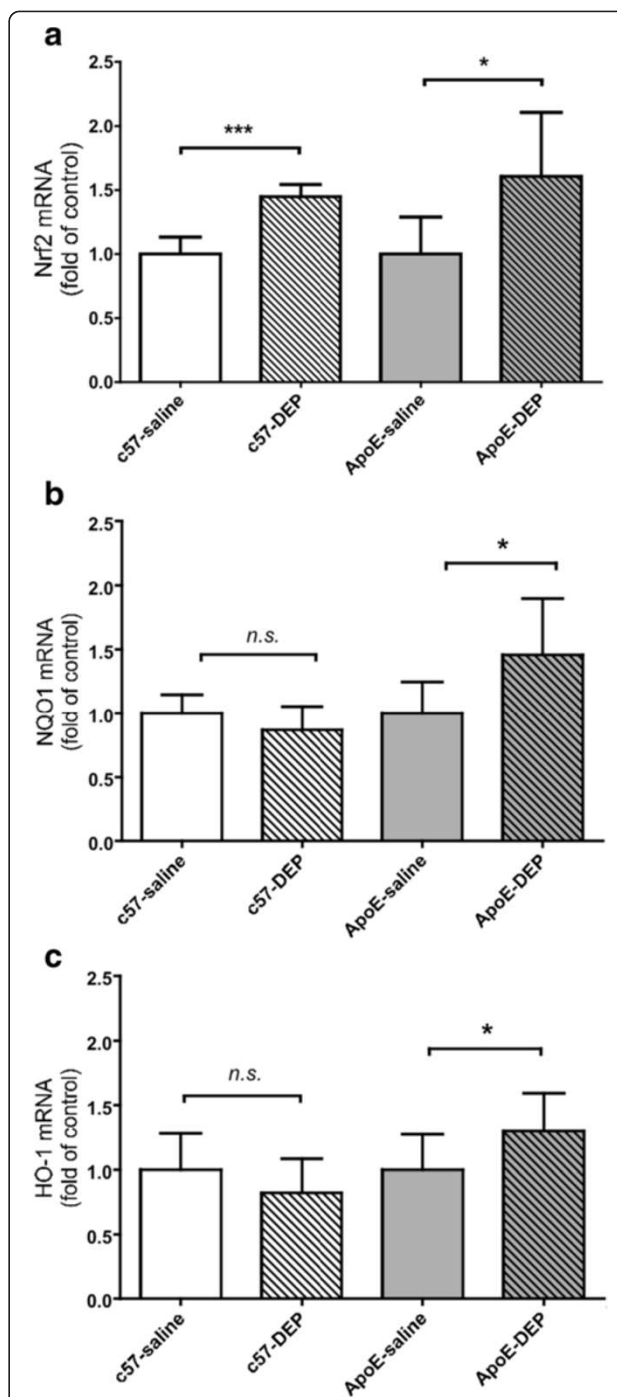 a
Nrf2 mRNA
(fold of control)
2.5
2.0
1.5
1.0
0.5
0.0
***
*
c57-saline
c57-DEP
ApoE-saline
ApoE-DEP
b
NQO1 mRNA
(fold of control)
2.5
2.0
1.5
1.0
0.5
0.0
n.s.
*
c57-saline
c57-DEP
ApoE-saline
ApoE-DEP
c
HO-1 mRNA
(fold of control)
2.5
2.0
1.5
1.0
0.5
0.0
n.s.
*
c57-saline
c57-DEP
ApoE-saline
ApoE-DEP